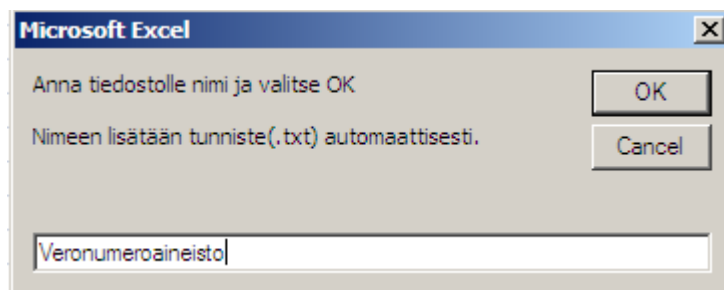 Microsoft Excel
Anna tiedostolle nimi ja valitse OK
OK
Nimeen lisätään tunniste(.txt) automaattisesti.
Cancel
Veronumeroaineisto